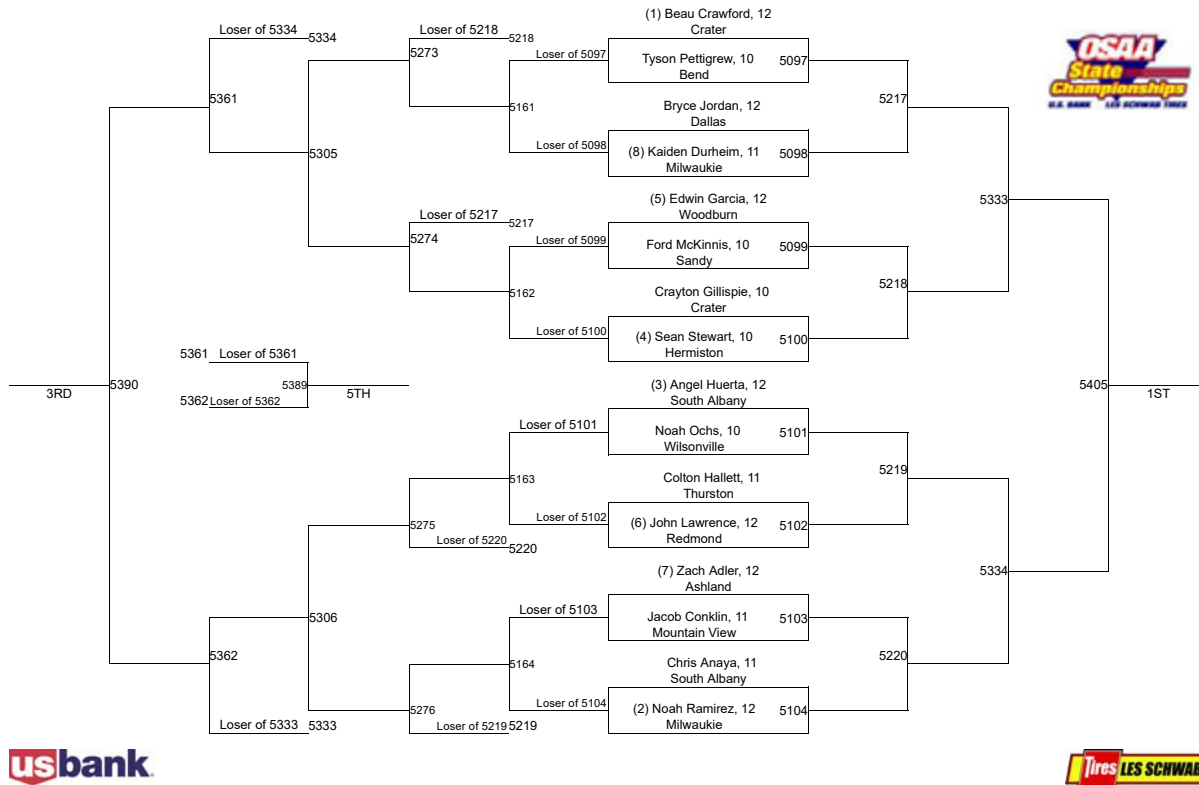 (1) Beau Crawford, 12
Crater
Loser of 5334
5334
Loser of 5218
5218
5273
Loser of 5097
Tyson Pettigrew, 10
Bend
5097
OSAA
State
Championships
U.S. BANK LES SCHWAB TIRES
5361
5161
5217
Bryce Jordan, 12
Dallas
5305
Loser of 5098
(8) Kaiden Durheim, 11
Milwaukie
5098
(5) Edwin Garcia, 12
Woodburn
5333
Loser of 5217
5217
5274
Loser of 5099
Ford McKinnis, 10
Sandy
5099
5162
5218
Crayton Gillispie, 10
Crater
Loser of 5100
(4) Sean Stewart, 10
Hermiston
5100
5361
Loser of 5361
5390
5389
3RD
5TH
5362
Loser of 5362
(3) Angel Huerta, 12
South Albany
5405
1ST
Loser of 5101
Noah Ochs, 10
Wilsonville
5101
5163
5219
Colton Hallett, 11
Thurston
5275
Loser of 5102
(6) John Lawrence, 12
Redmond
5102
Loser of 5220
5220
(7) Zach Adler, 12
Ashland
5334
5306
Loser of 5103
Jacob Conklin, 11
Mountain View
5103
5362
5164
5220
Chris Anaya, 11
South Albany
5276
Loser of 5104
(2) Noah Ramirez, 12
Milwaukie
5104
Loser of 5333
5333
Loser of 5219
5219
usbank.
Tires LES SCHWAB